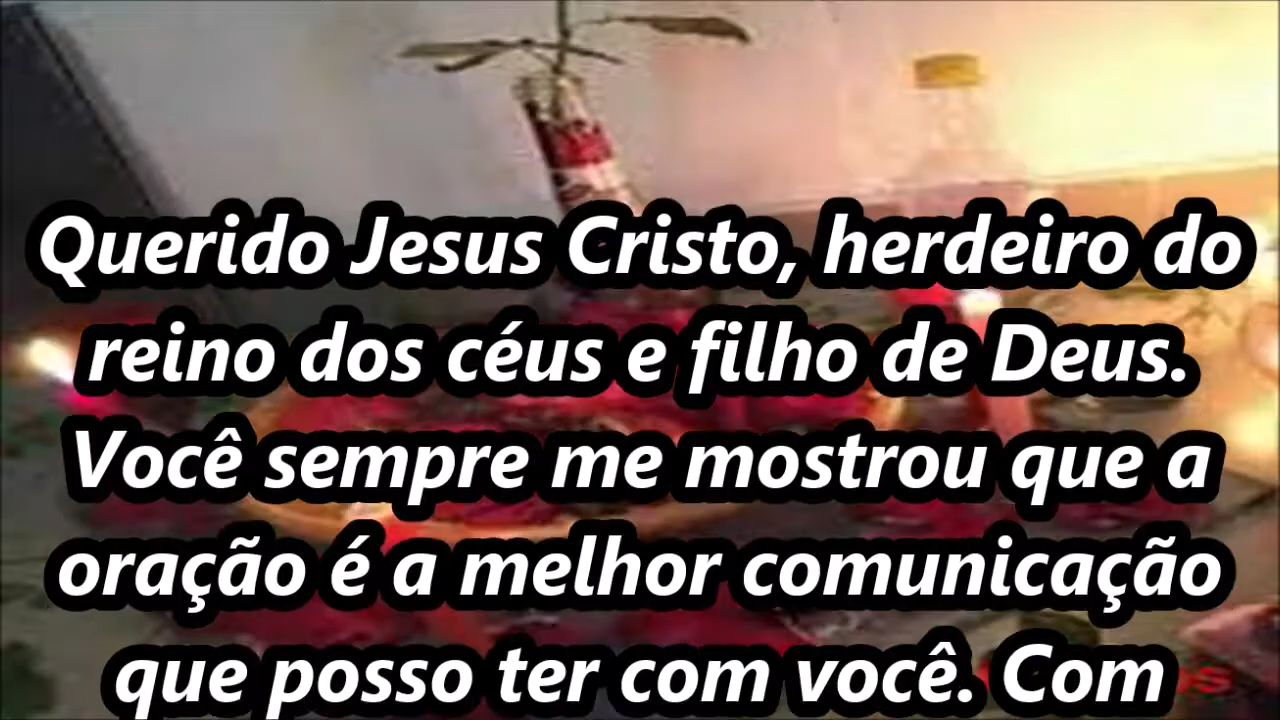 Querido Jesus Cristo, herdeiro do
reino dos céus e filho de Deus.
Você sempre me mostrou que a
oração é a melhor comunicação
que posso ter com você. Com